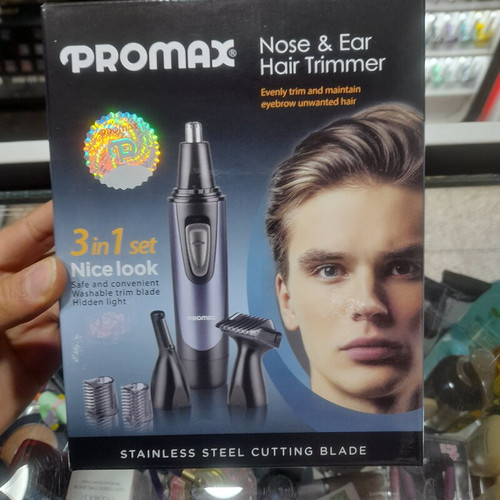 PROMAX®
Nose & Ear
Hair Trimmer
Evenly trim and maintain
eyebrow unwanted hair
3 in 1 set
Nice look
Safe and convenient
Washable trim blade
Hidden light
PROMAX
STAINLESS STEEL CUTTING BLADE